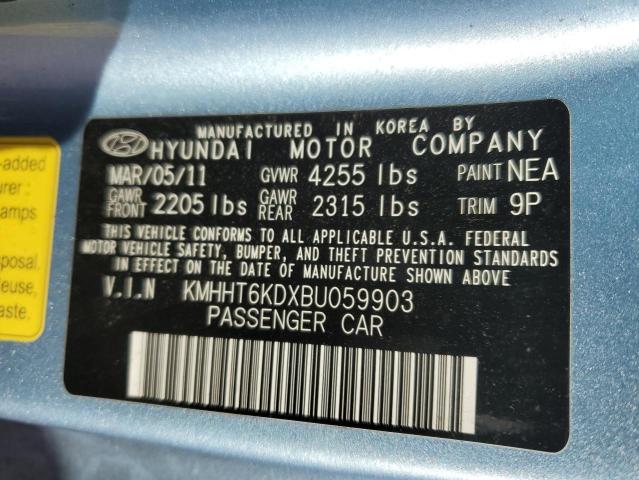 MANUFACTURED IN KOREA BY
HYUNDAI MOTOR COMPANY
MAR/05/11 GVWR 4255 lbs PAINT NEA
GAWR FRONT 2205 lbs GAWR REAR 2315 lbs TRIM 9P
THIS VEHICLE CONFORMS TO ALL APPLICABLE U.S.A. FEDERAL
MOTOR VEHICLE SAFETY, BUMPER, AND THEFT PREVENTION STANDARDS
IN EFFECT ON THE DATE OF MANUFACTURE SHOWN ABOVE.
V.I.N KMHHT6KDXBU059903
PASSENGER CAR
-added
urer :
amps
posal.
euse,
aste.